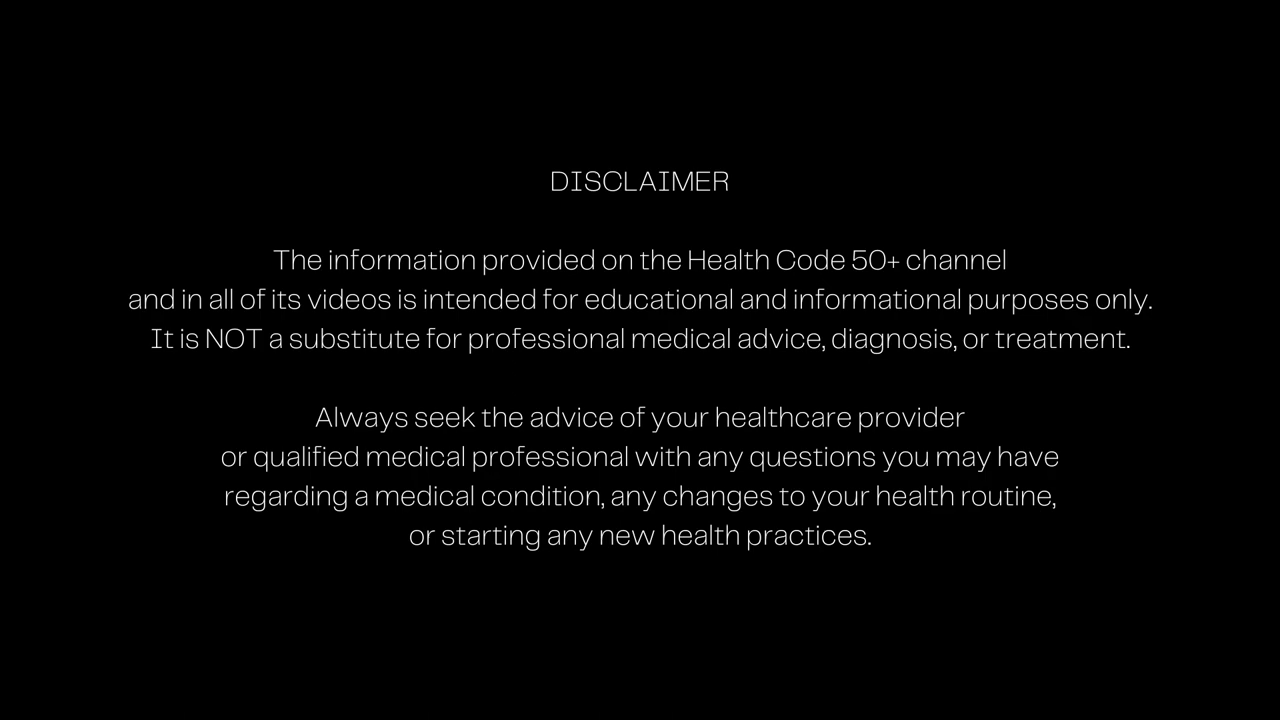 DISCLAIMER
The information provided on the Health Code 50+ channel
and in all of its videos is intended for educational and informational purposes only.
It is NOT a substitute for professional medical advice, diagnosis, or treatment.
Always seek the advice of your healthcare provider
or qualified medical professional with any questions you may have
regarding a medical condition, any changes to your health routine,
or starting any new health practices.